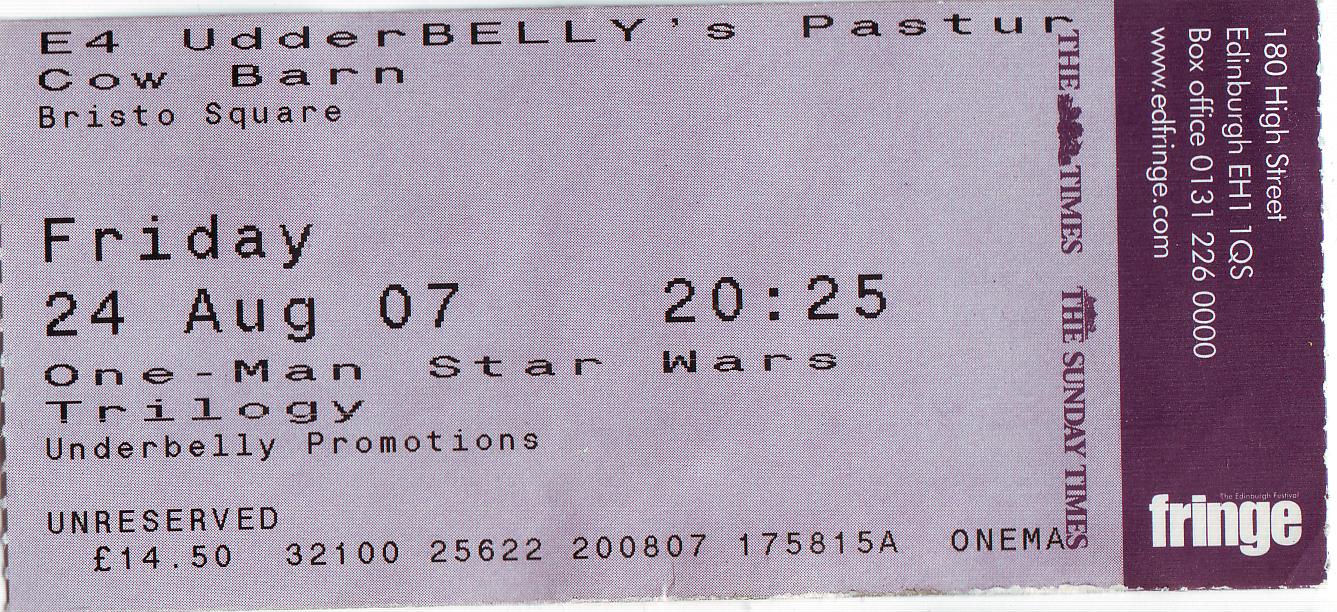 E4 UdderBELLY's Pastur
Cow Barn
Bristo Square
Friday
24 Aug 07 20:25
One-Man Star Wars
Trilogy
Underbelly Promotions
UNRESERVED
£14.50 32100 25622 200807 175815A ONEMA
THE TIMES THE SUNDAY TIMES
180 High Street
Edinburgh EH1 1QS
Box office 0131 226 0000
www.edfringe.com
The Edinburgh Festival
fringe